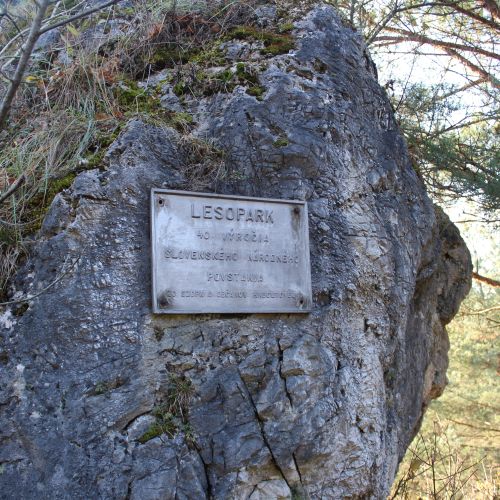 LESOPARK
40. VÝROČIA
SLOVENSKÉHO NÁRODNÉHO
POVSTANIA